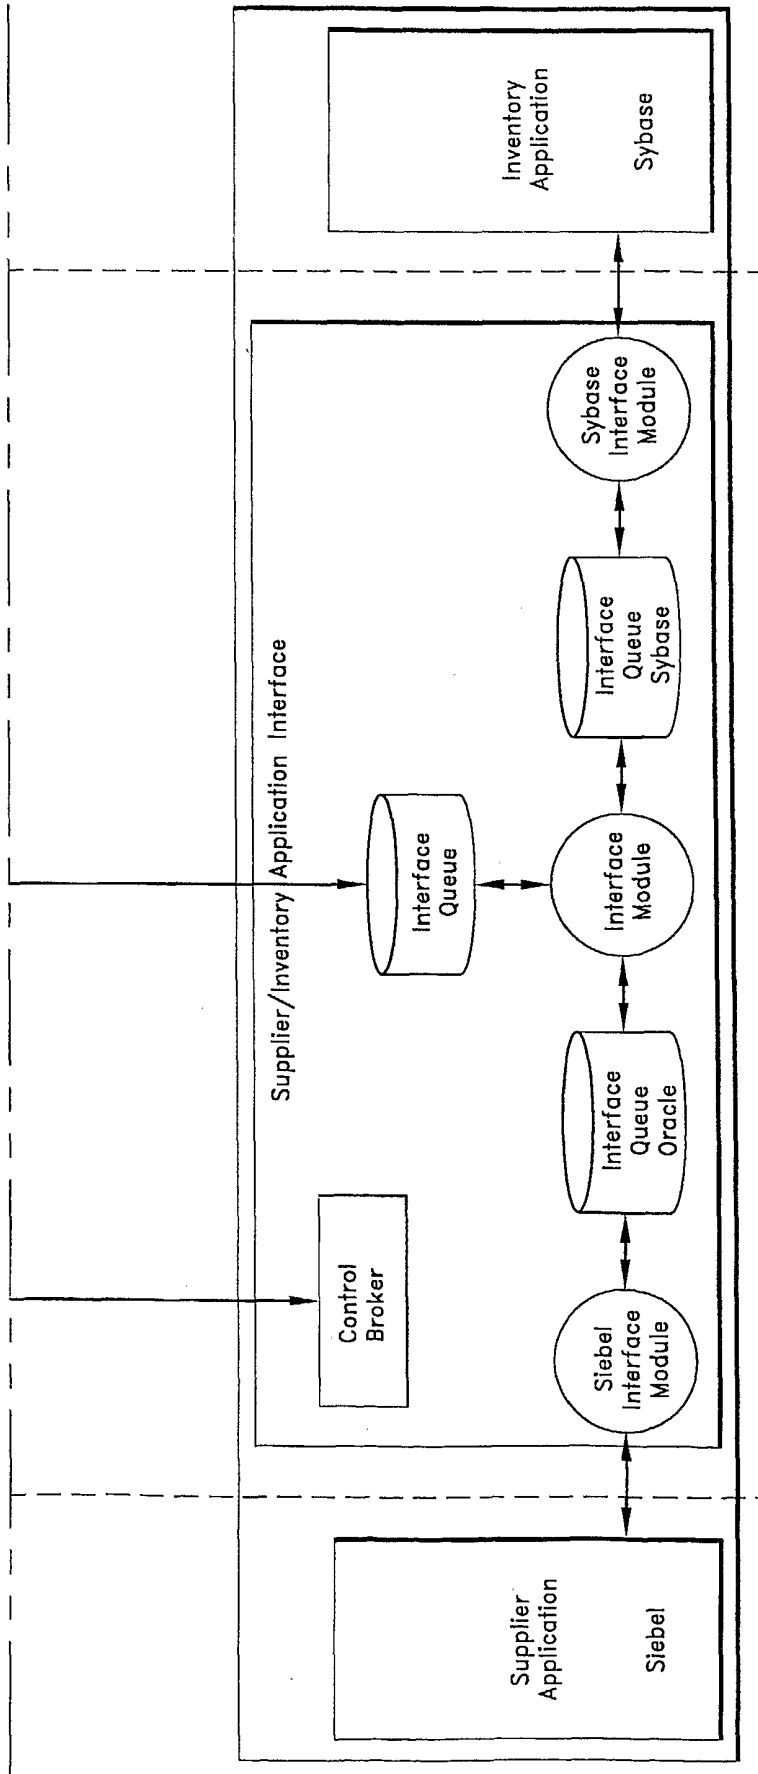 Supplier/Inventory Application Interface
Supplier
Application
Siebel
Control
Broker
Siebel
Interface
Module
Interface
Queue
Oracle
Interface
Queue
Interface
Module
Interface
Queue
Sybase
Sybase
Interface
Module
Inventory
Application
Sybase